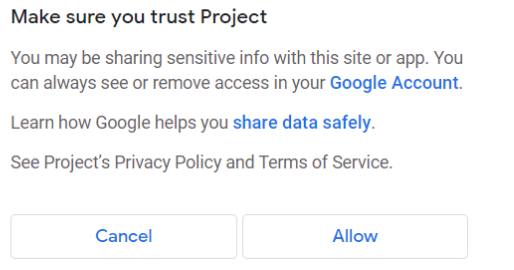 Make sure you trust Project
You may be sharing sensitive info with this site or app. You
can always see or remove access in your Google Account.
Learn how Google helps you share data safely.
See Project's Privacy Policy and Terms of Service.
Cancel
Allow